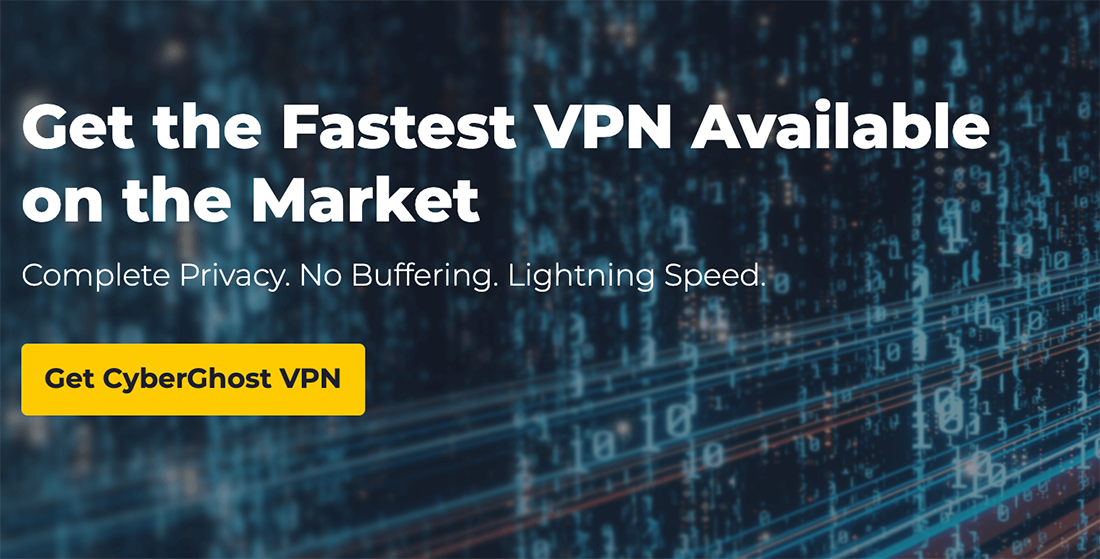 Get the Fastest VPN Available
on the Market
Complete Privacy. No Buffering. Lightning Speed.
Get CyberGhost VPN